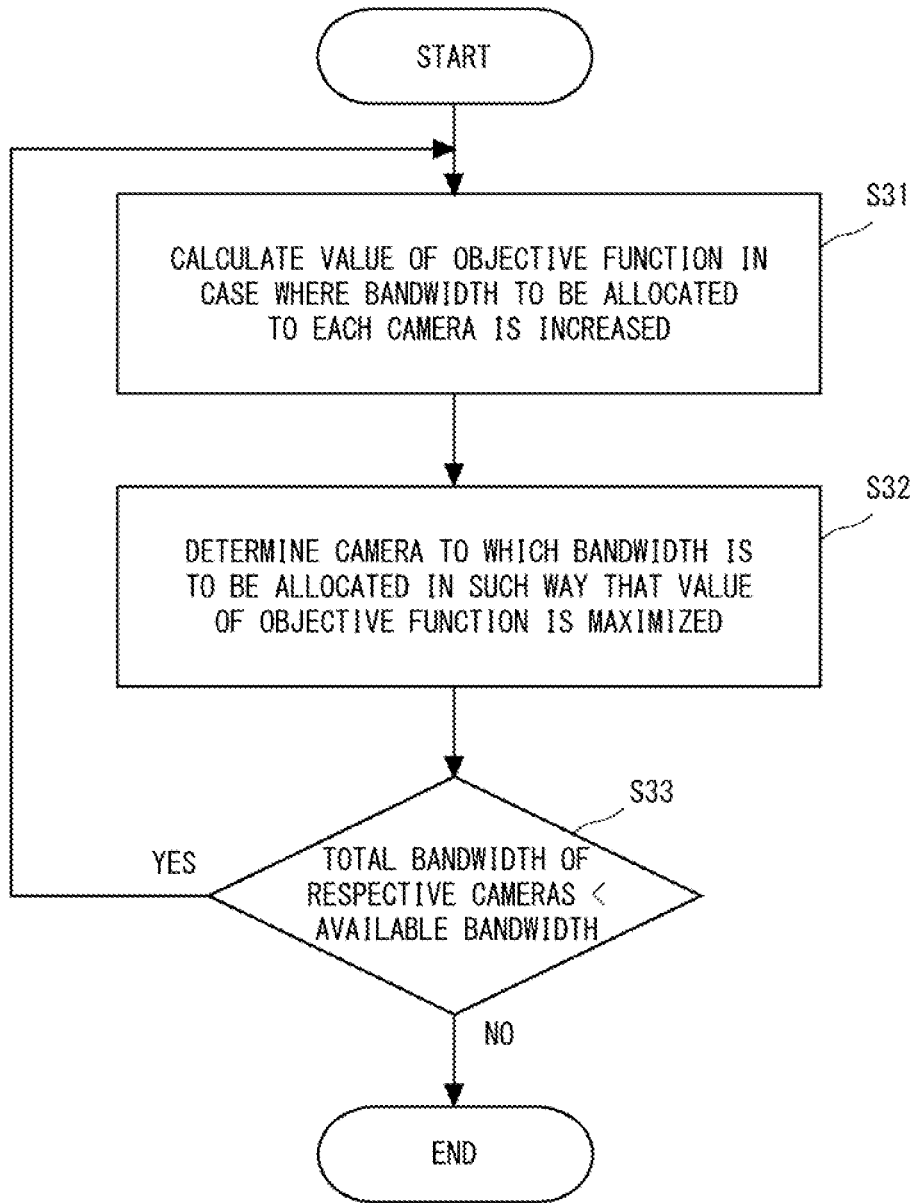 START
S31
CALCULATE VALUE OF OBJECTIVE FUNCTION IN
CASE WHERE BANDWIDTH TO BE ALLOCATED
TO EACH CAMERA IS INCREASED
S32
DETERMINE CAMERA TO WHICH BANDWIDTH IS
TO BE ALLOCATED IN SUCH WAY THAT VALUE
OF OBJECTIVE FUNCTION IS MAXIMIZED
S33
YES
TOTAL BANDWIDTH OF
RESPECTIVE CAMERAS <
AVAILABLE BANDWIDTH
NO
END